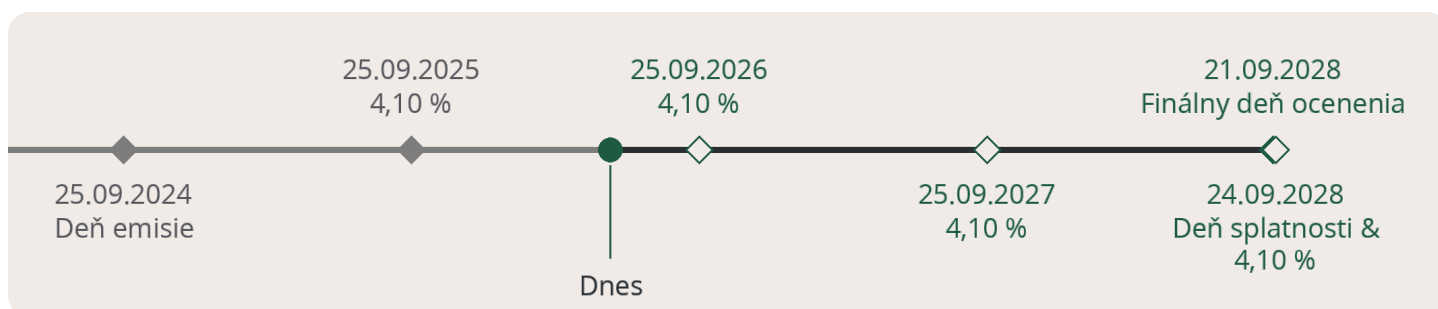 25.09.2024
Deň emisie
25.09.2025
4,10 %
Dnes
25.09.2026
4,10 %
25.09.2027
4,10 %
21.09.2028
Finálny deň ocenenia
24.09.2028
Deň splatnosti &
4,10 %